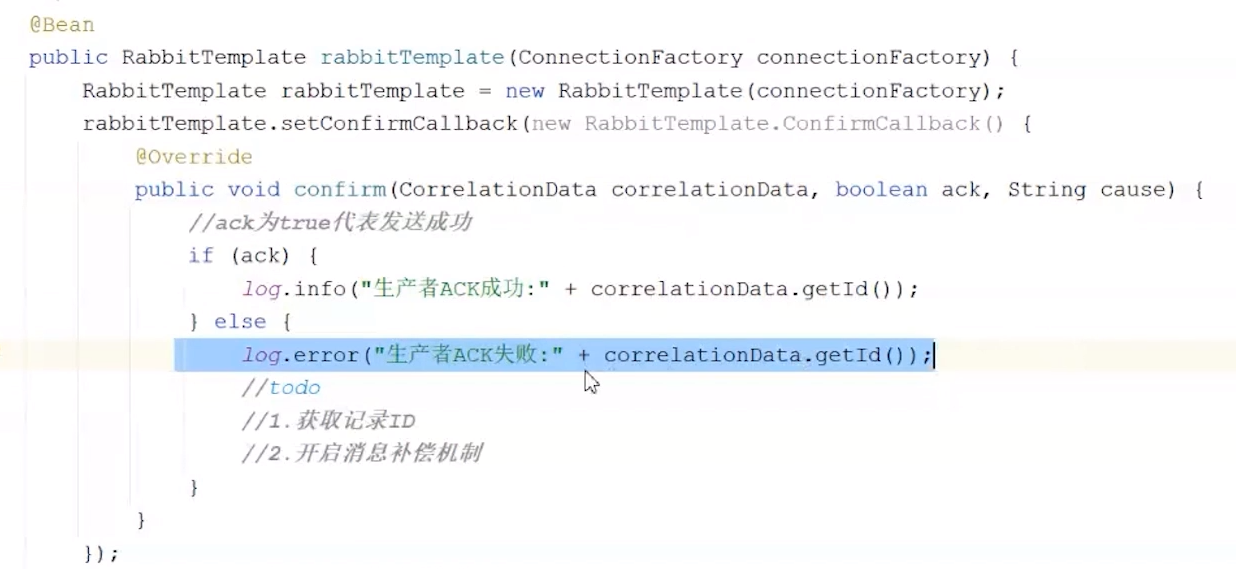 @Bean
public RabbitTemplate rabbitTemplate(ConnectionFactory connectionFactory) {
RabbitTemplate rabbitTemplate = new RabbitTemplate(connectionFactory);
rabbitTemplate.setConfirmCallback(new RabbitTemplate.ConfirmCallback() {
@Override
public void confirm(CorrelationData correlationData, boolean ack, String cause) {
//ack为true代表发送成功
if (ack) {
log.info("生产者ACK成功:" + correlationData.getId());
} else {
log.error("生产者ACK失败:" + correlationData.getId());
//todo
//1.获取记录ID
//2.开启消息补偿机制
}
}
});